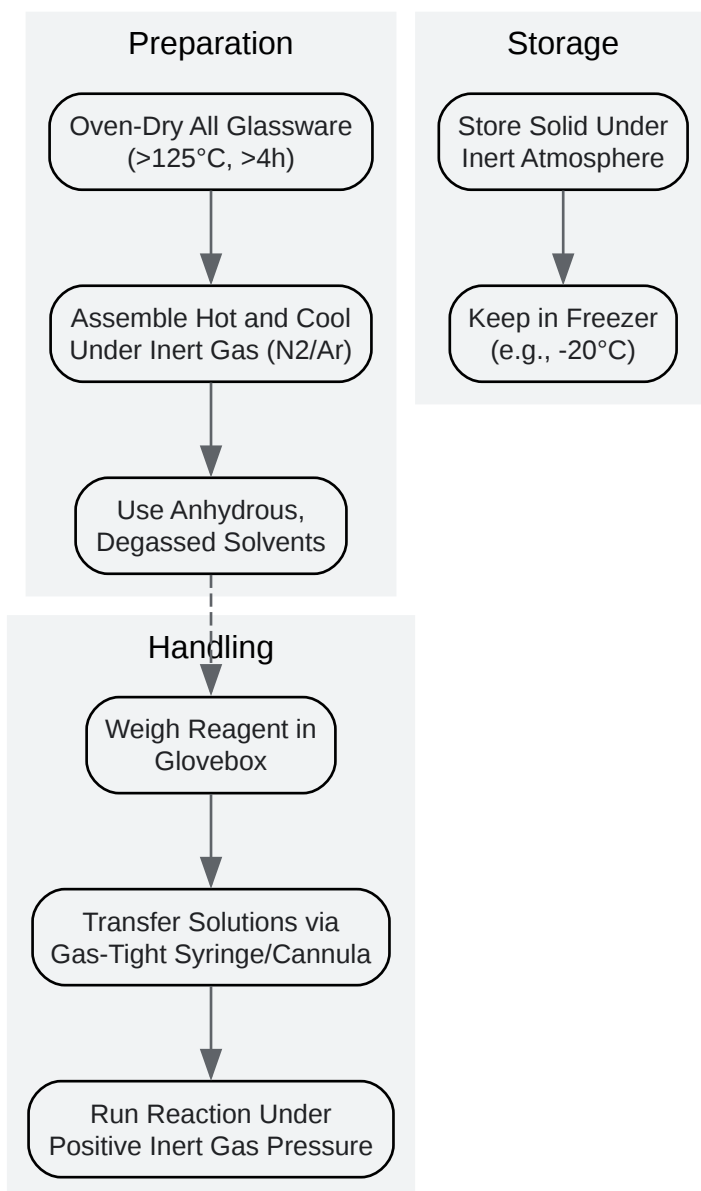 Preparation
Oven-Dry All Glassware
(>125°C, >4h)
Assemble Hot and Cool
Under Inert Gas (N2/Ar)
Use Anhydrous,
Degassed Solvents
Storage
Store Solid Under
Inert Atmosphere
Keep in Freezer
(e.g., -20°C)
Handling
Weigh Reagent in
Glovebox
Transfer Solutions via
Gas-Tight Syringe/Cannula
Run Reaction Under
Positive Inert Gas Pressure